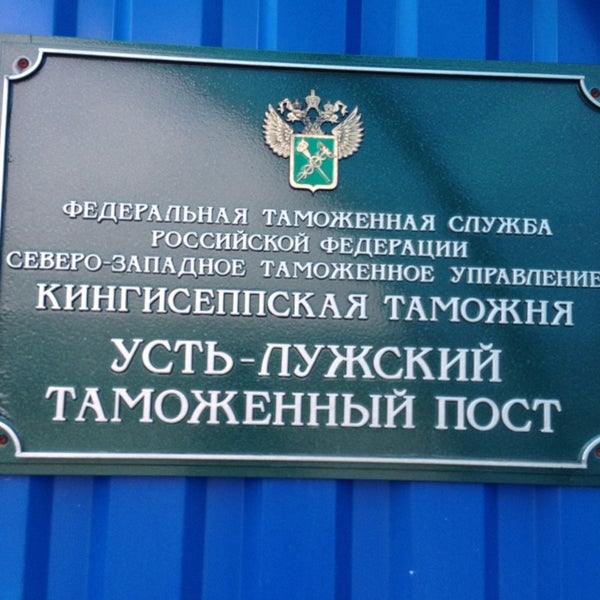 ФЕДЕРАЛЬНАЯ ТАМОЖЕННАЯ СЛУЖБА
РОССИЙСКОЙ ФЕДЕРАЦИИ
СЕВЕРО-ЗАПАДНОЕ ТАМОЖЕННОЕ УПРАВЛЕНИЕ
КИНГИСЕППСКАЯ ТАМОЖНЯ
УСТЬ-ЛУЖСКИЙ
ТАМОЖЕННЫЙ ПОСТ